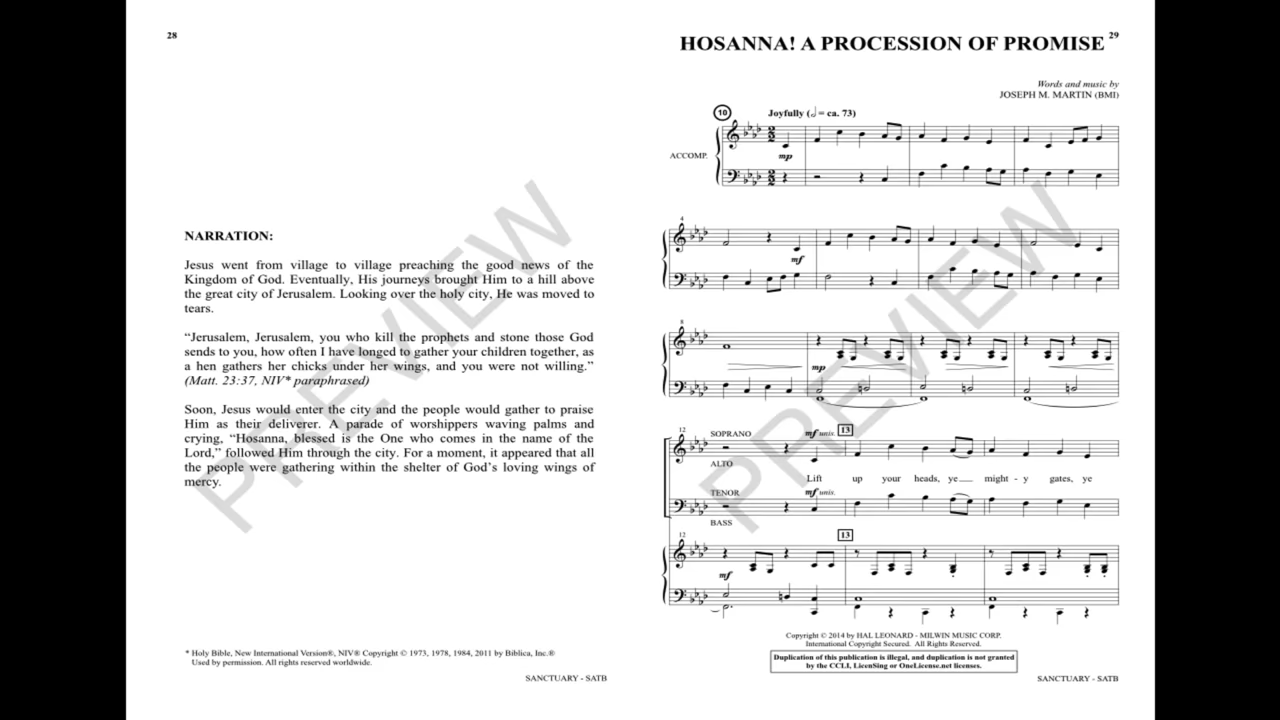 28
NARRATION:
Jesus went from village to village preaching the good news of the
Kingdom of God. Eventually, His journeys brought Him to a hill above
the great city of Jerusalem. Looking over the holy city, He was moved to
tears.
“Jerusalem, Jerusalem, you who kill the prophets and stone those God
sends to you, how often I have longed to gather your children together, as
a hen gathers her chicks under her wings, and you were not willing.”
(Matt. 23:37, NIV* paraphrased)
Soon, Jesus would enter the city and the people would gather to praise
Him as their deliverer. A parade of worshippers waving palms and
crying, “Hosanna, blessed is the One who comes in the name of the
Lord,” followed Him through the city. For a moment, it appeared that all
the people were gathering within the shelter of God’s loving wings of
mercy.
* Holy Bible, New International Version®, NIV® Copyright © 1973, 1978, 1984, 2011 by Biblica, Inc.®
Used by permission. All rights reserved worldwide.
SANCTUARY - SATB
PREVIEW
HOSANNA! A PROCESSION OF PROMISE 29
Words and music by
JOSEPH M. MARTIN (BMI)
10 Joyfully (𝅗𝅥 = ca. 73)
ACCOMP.
mp
4
mf
8
mp
12 SOPRANO mf unis. 13
ALTO
Lift up your heads, ye might - y gates, ye
TENOR mf unis.
BASS
13
12
mf
Copyright © 2014 by HAL LEONARD - MILWIN MUSIC CORP.
International Copyright Secured. All Rights Reserved.
Duplication of this publication is illegal, and duplication is not granted
by the CCLI, LicenSing or OneLicense.net licenses.
SANCTUARY - SATB
PREVIEW